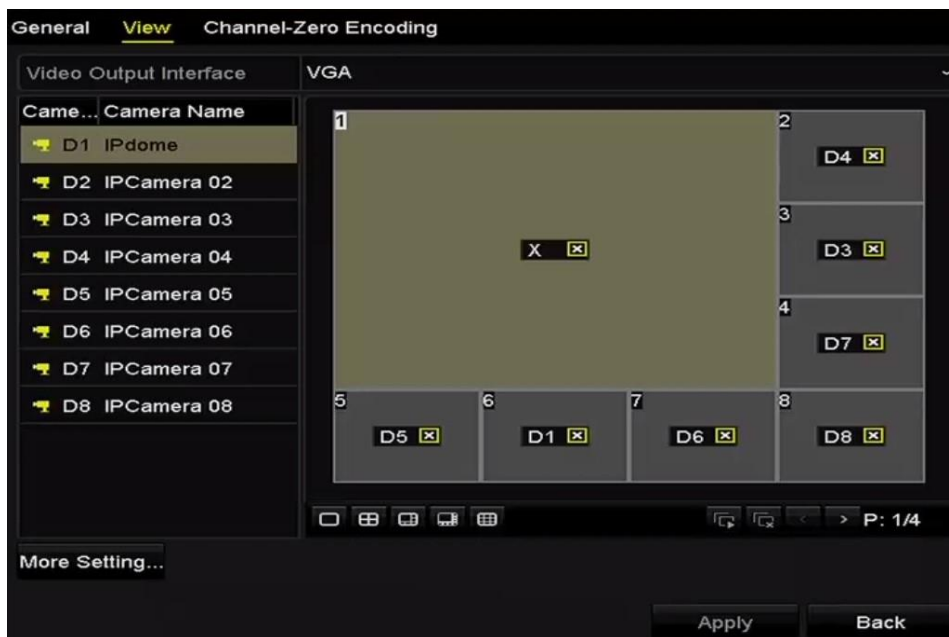 General View Channel-Zero Encoding
Video Output Interface VGA
Came... Camera Name
D1 IPdome
D2 IPCamera 02
D3 IPCamera 03
D4 IPCamera 04
D5 IPCamera 05
D6 IPCamera 06
D7 IPCamera 07
D8 IPCamera 08
1
X
2
D4
3
D3
4
D7
5
D5
6
D1
7
D6
8
D8
P: 1/4
More Setting...
Apply Back